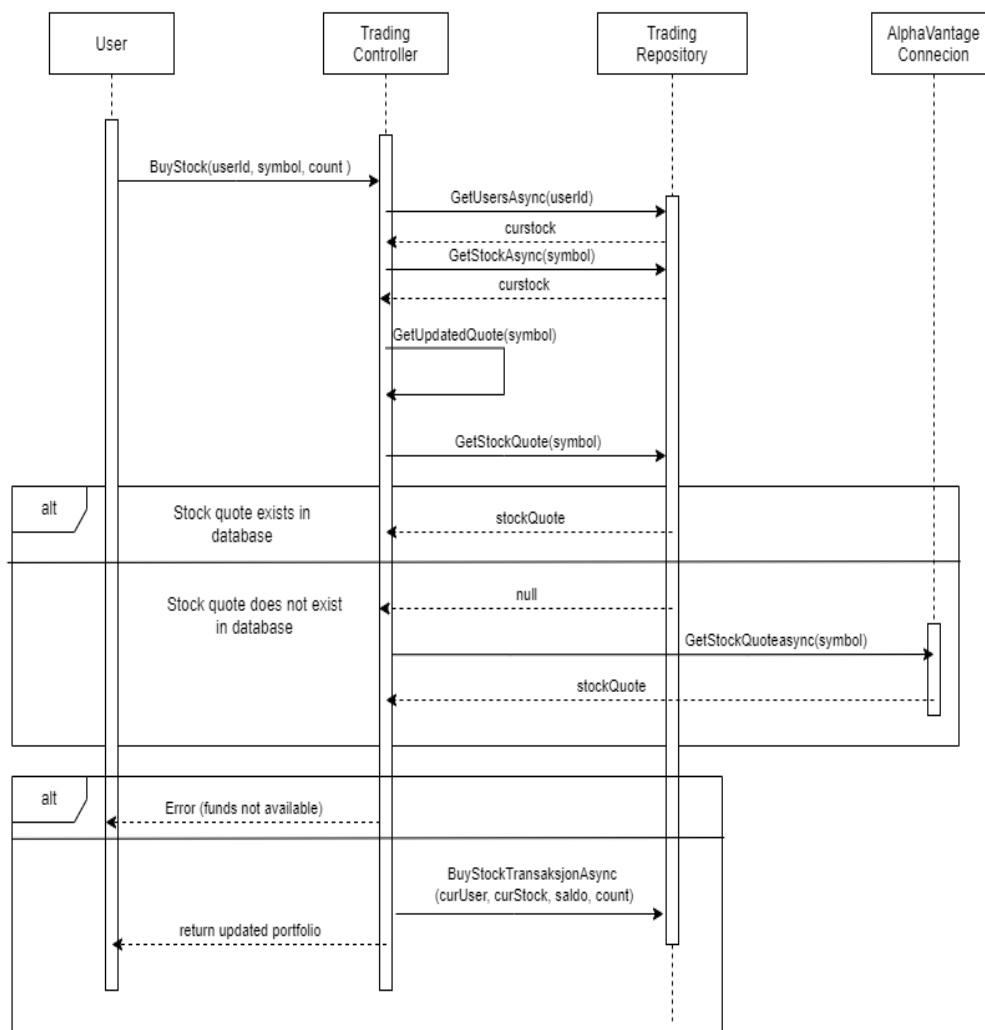 User
Trading
Controller
Trading
Repository
AlphaVantage
Connecion
BuyStock(userId, symbol, count )
GetUsersAsync(userId)
curstock
GetStockAsync(symbol)
curstock
GetUpdatedQuote(symbol)
GetStockQuote(symbol)
alt
Stock quote exists in
database
stockQuote
Stock quote does not exist
in database
null
GetStockQuoteasync(symbol)
stockQuote
alt
Error (funds not available)
BuyStockTransaksjonAsync
(curUser, curStock, saldo, count)
return updated portfolio